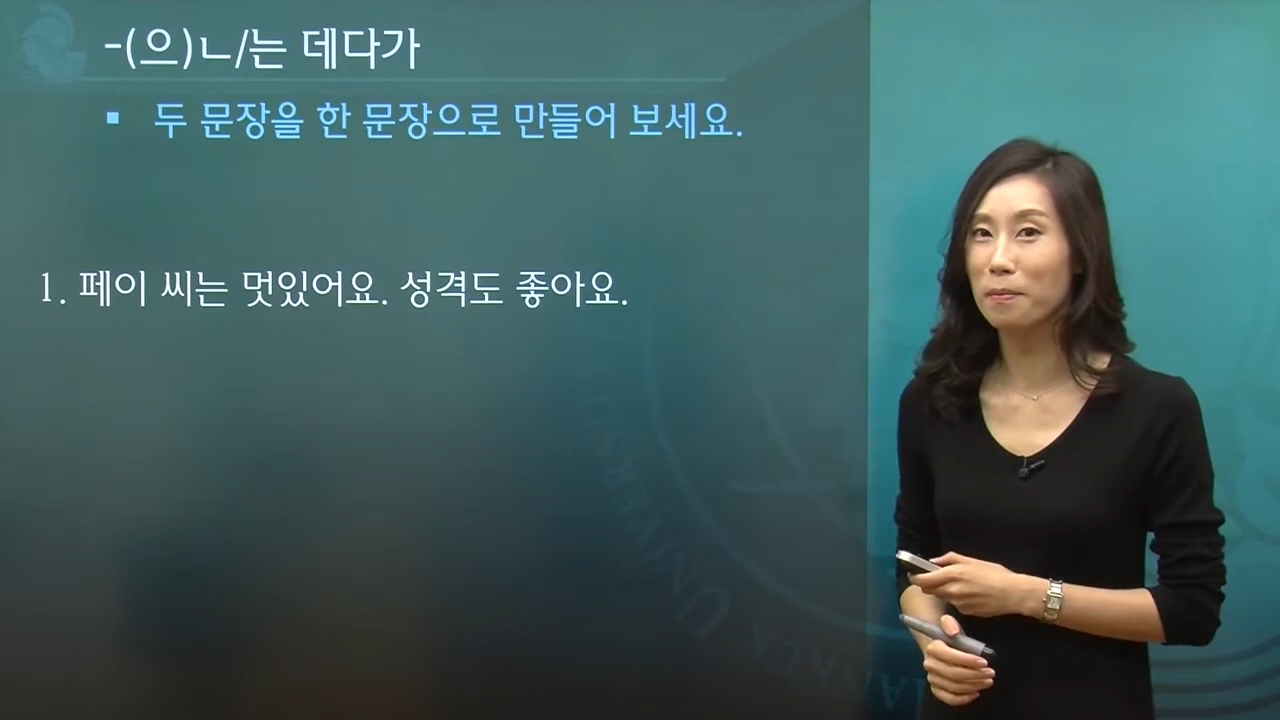 -(으)ㄴ/는 데다가
▪ 두 문장을 한 문장으로 만들어 보세요.
1. 페이 씨는 멋있어요. 성격도 좋아요.